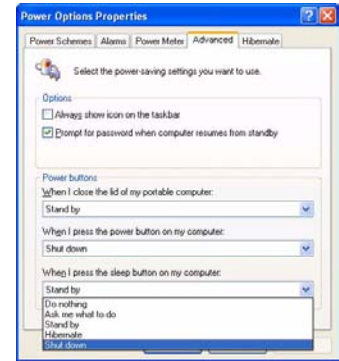 Power Options Properties
Power Schemes Alarms Power Meter Advanced Hibernate
Select the power-saving settings you want to use.
Options
Always show icon on the taskbar
Prompt for password when computer resumes from standby
Power buttons
When I close the lid of my portable computer:
Stand by
When I press the power button on my computer:
Shut down
When I press the sleep button on my computer:
Stand by
Do nothing
Ask me what to do
Stand by
Hibernate
Shut down